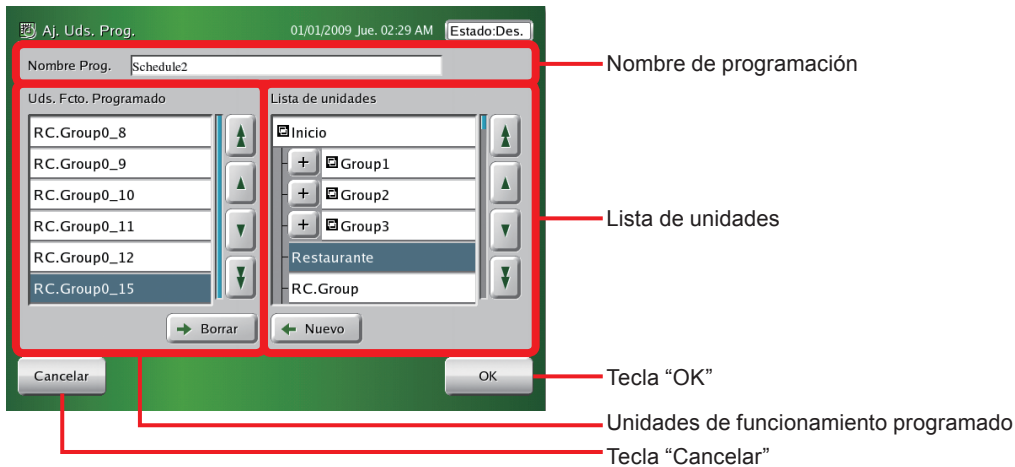 Aj. Uds. Prog. 01/01/2009 Jue. 02:29 AM Estado:Des.
Nombre Prog. Schedule2
Nombre de programación
Uds. Fcto. Programado
RC.Group0_8
RC.Group0_9
RC.Group0_10
RC.Group0_11
RC.Group0_12
RC.Group0_15
Borrar
Lista de unidades
Inicio
+ Group1
+ Group2
+ Group3
Restaurante
RC.Group
Nuevo
Lista de unidades
Cancelar
OK
Tecla “OK”
Unidades de funcionamiento programado
Tecla “Cancelar”